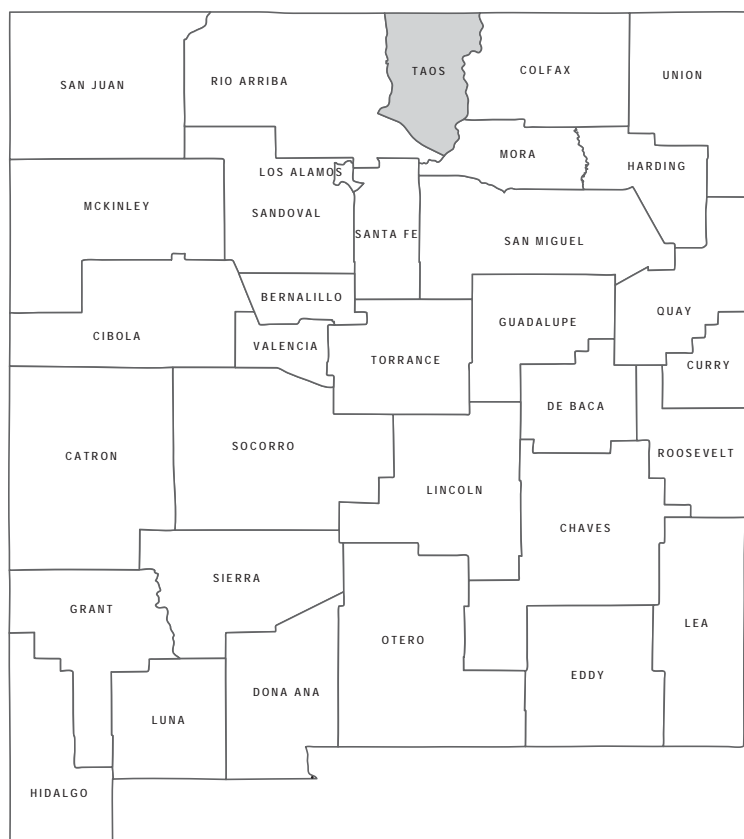 SAN JUAN
RIO ARRIBA
TAOS
COLFAX
UNION
MORA
HARDING
LOS ALAMOS
MCKINLEY
SANDOVAL
SANTA FE
SAN MIGUEL
BERNALILLO
QUAY
GUADALUPE
CIBOLA
VALENCIA
TORRANCE
CURRY
DE BACA
SOCORRO
ROOSEVELT
CATRON
LINCOLN
CHAVES
SIERRA
GRANT
LEA
OTERO
EDDY
DONA ANA
LUNA
HIDALGO